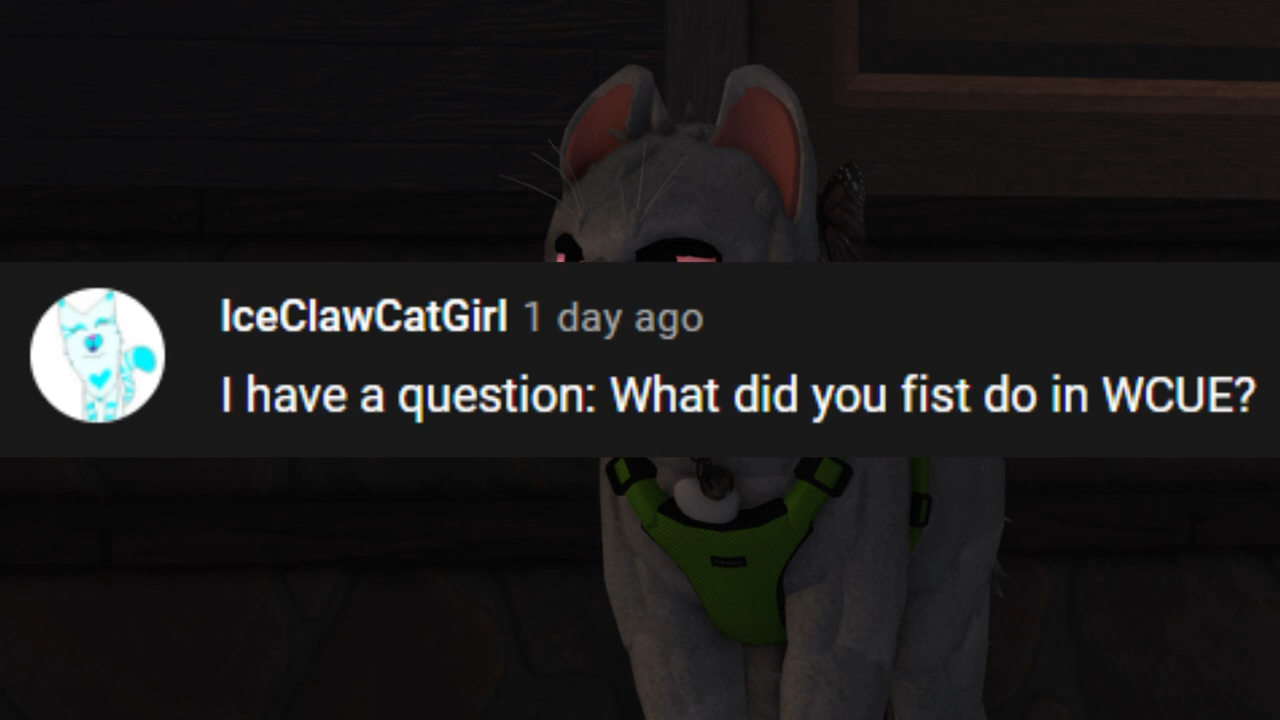 IceClawCatGirl 1 day ago
I have a question: What did you fist do in WCUE?